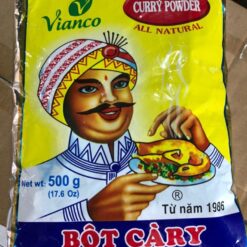 Vianco
CURRY POWDER
ALL NATURAL
Net wt: 500 g
(17.6 Oz)
®
Từ năm 1986
BỘT CÀRY